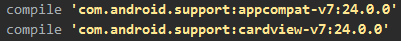 compile 'com.android.support:appcompat-v7:24.0.0'
compile 'com.android.support:cardview-v7:24.0.0'